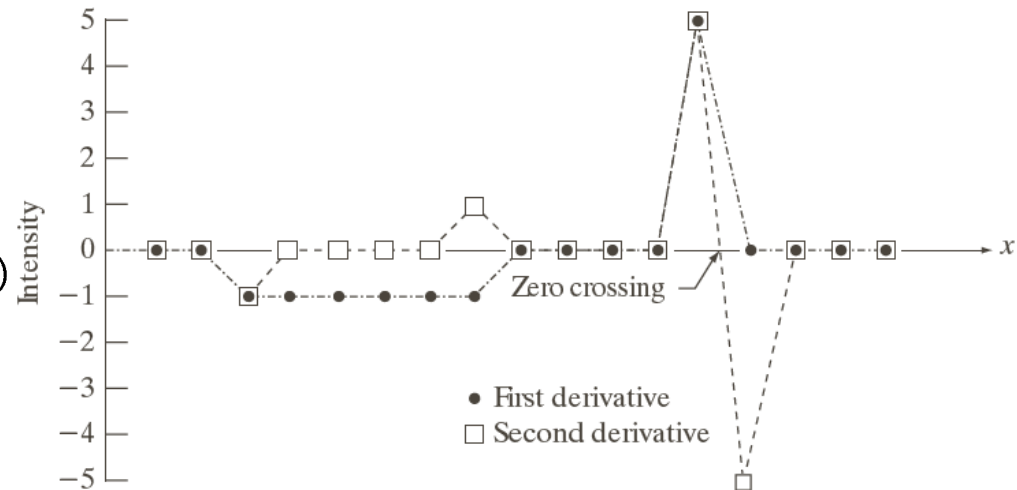 5
4
3
2
1
0
−1
−2
−3
−4
−5
Intensity
x
Zero crossing
First derivative
Second derivative
)